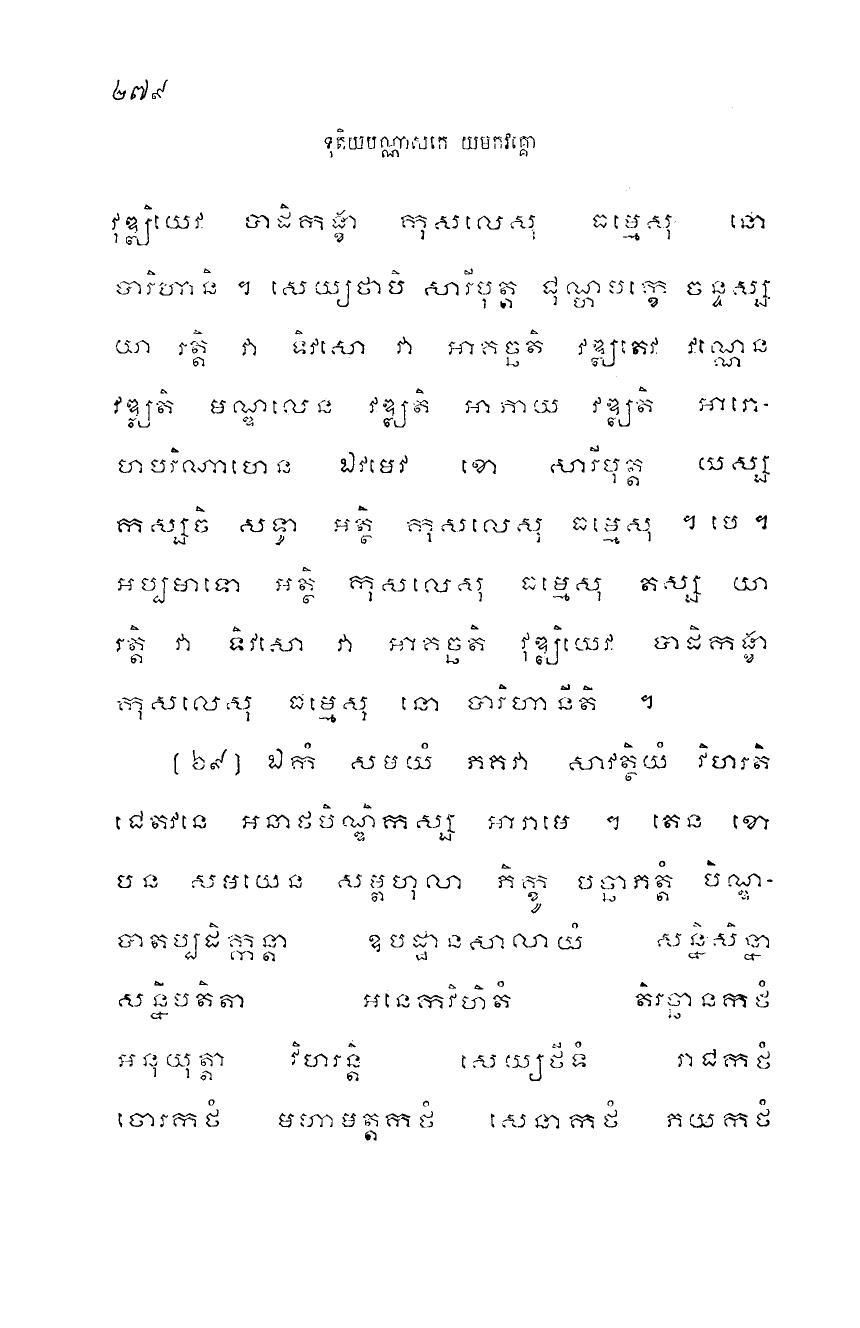 ២៧៩
ទុតិយបណ្ណាសកេ យមកវគ្គោ
វុឌ្ឍិយេវ បាដិកង្ខា កុសលេសុ ធម្មេសុ នោ
បារិហានិ ។ សេយ្យថាបិ សារីបុត្ត ជុណ្ហបក្ខេ ចន្ទស្ស
យា រត្តិ វា ទិវសោ វា អាគច្ឆតិ វឌ្ឍតេវ វណ្ណេន
វឌ្ឍតិ មណ្ឌលេន វឌ្ឍតិ អាភាយ វឌ្ឍតិ អារោ-
ហបរិណាហេន ឯវមេវ ខោ សារីបុត្ត យស្ស
កស្សចិ សទ្ធា អត្ថិ កុសលេសុ ធម្មេសុ ។ បេ ។
អប្បមាទោ អត្ថិ កុសលេសុ ធម្មេសុ តស្ស យា
រត្តិ វា ទិវសោ វា អាគច្ឆតិ វុឌ្ឍិយេវ បាដិកង្ខា
កុសលេសុ ធម្មេសុ នោ បារិហានីតិ ។
[៦៩] ឯកំ សមយំ ភគវា សាវត្ថិយំ វិហរតិ
ជេតវនេ អនាថបិណ្ឌិកស្ស អារាមេ ។ តេន ខោ
បន សមយេន សម្ពហុលា ភិក្ខូ បច្ឆាភត្តំ បិណ្ឌ-
បាតប្បដិក្កន្តា ឧបដ្ឋានសាលាយំ សន្និសិន្នា
សន្និបតិតា អនេកវិហិតំ តិរច្ឆានកថំ
អនុយុត្តា វិហរន្តិ សេយ្យថីទំ រាជកថំ
ចោរកថំ មហាមត្តកថំ សេនាកថំ ភយកថំ